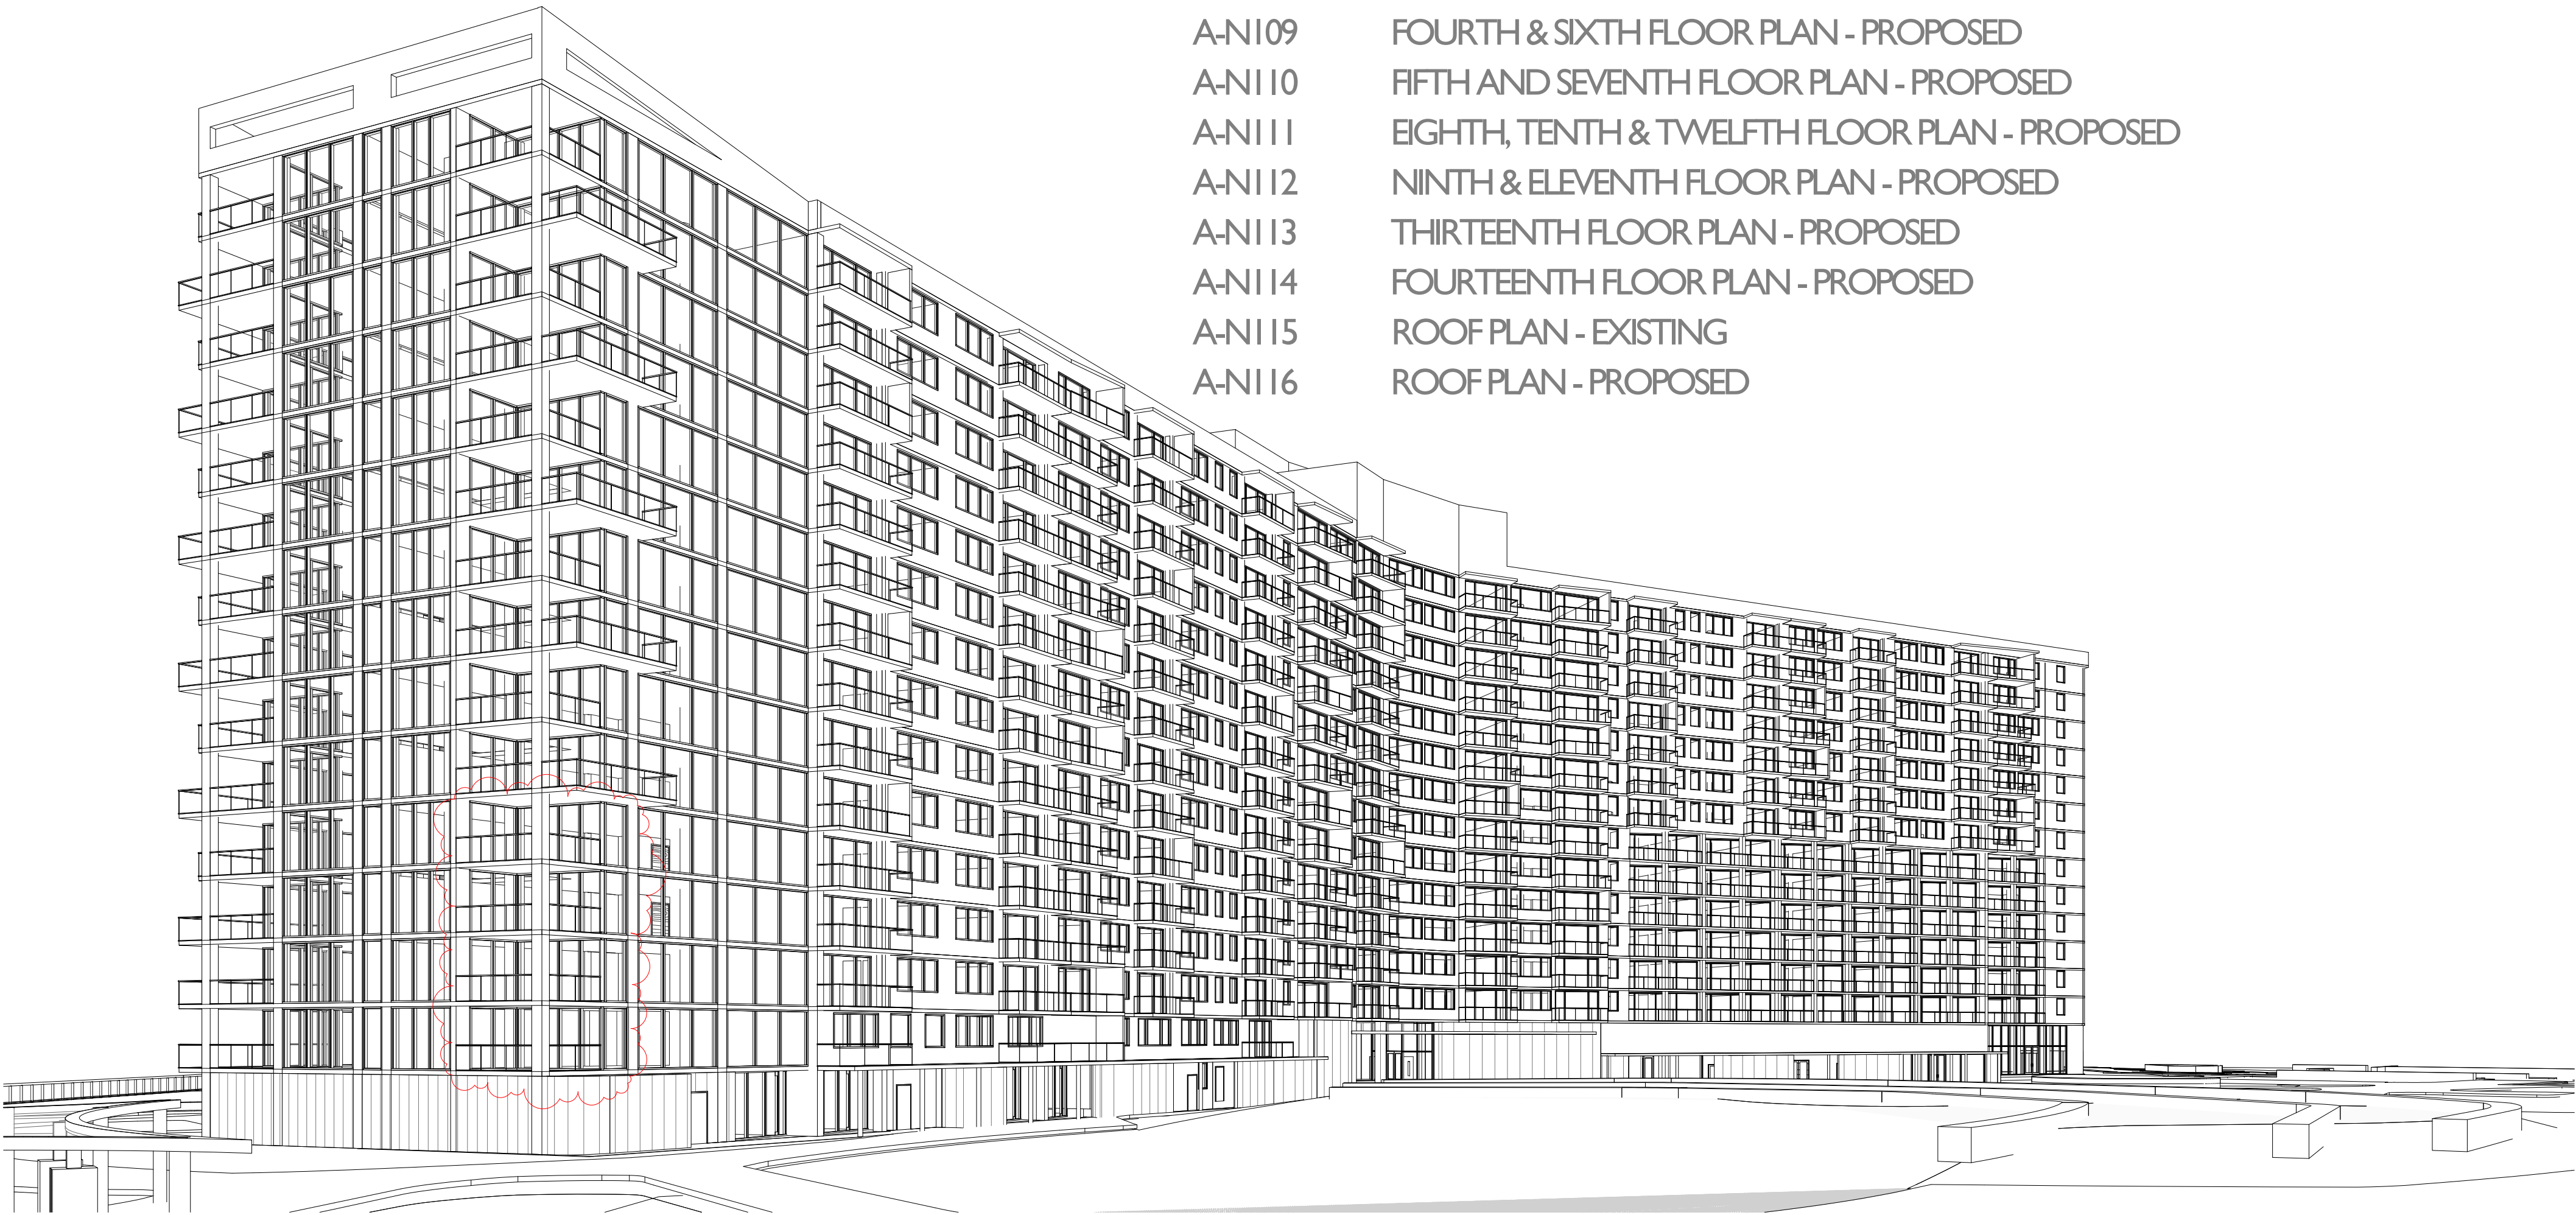 A-N109 FOURTH & SIXTH FLOOR PLAN - PROPOSED
A-N110 FIFTH AND SEVENTH FLOOR PLAN - PROPOSED
A-N111 EIGHTH, TENTH & TWELFTH FLOOR PLAN - PROPOSED
A-N112 NINTH & ELEVENTH FLOOR PLAN - PROPOSED
A-N113 THIRTEENTH FLOOR PLAN - PROPOSED
A-N114 FOURTEENTH FLOOR PLAN - PROPOSED
A-N115 ROOF PLAN - EXISTING
A-N116 ROOF PLAN - PROPOSED